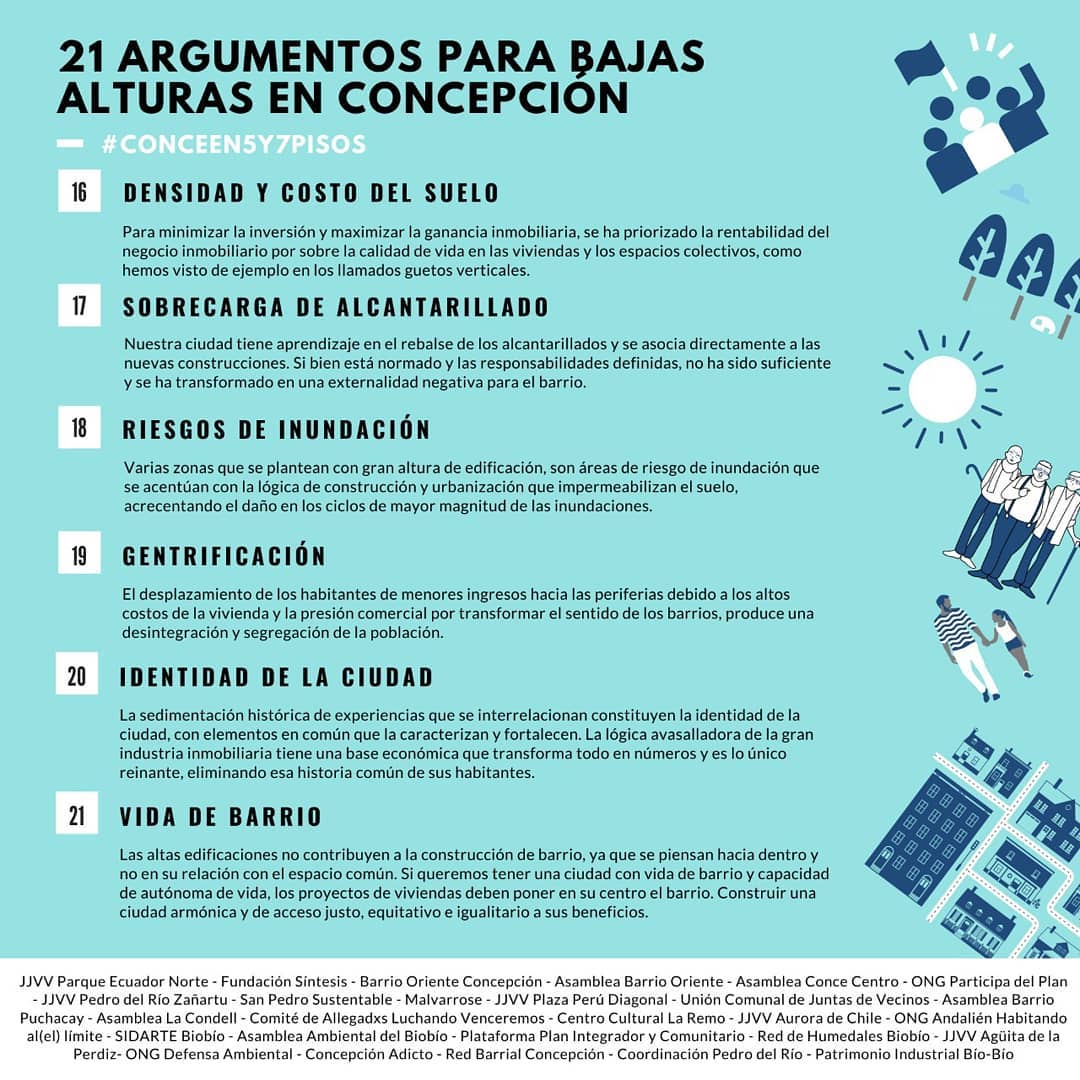 21 ARGUMENTOS PARA BAJAS
ALTURAS EN CONCEPCIÓN
#CONCEEN5Y7PISOS
16 DENSIDAD Y COSTO DEL SUELO
Para minimizar la inversión y maximizar la ganancia inmobiliaria, se ha priorizado la rentabilidad del
negocio inmobiliario por sobre la calidad de vida en las viviendas y los espacios colectivos, como
hemos visto de ejemplo en los llamados guetos verticales.
17 SOBRECARGA DE ALCANTARILLADO
Nuestra ciudad tiene aprendizaje en el rebalse de los alcantarillados y se asocia directamente a las
nuevas construcciones. Si bien está normado y las responsabilidades definidas, no ha sido suficiente
y se ha transformado en una externalidad negativa para el barrio.
18 RIESGOS DE INUNDACIÓN
Varias zonas que se plantean con gran altura de edificación, son áreas de riesgo de inundación que
se acentúan con la lógica de construcción y urbanización que impermeabilizan el suelo,
acrecentando el daño en los ciclos de mayor magnitud de las inundaciones.
19 GENTRIFICACIÓN
El desplazamiento de los habitantes de menores ingresos hacia las periferias debido a los altos
costos de la vivienda y la presión comercial por transformar el sentido de los barrios, produce una
desintegración y segregación de la población.
20 IDENTIDAD DE LA CIUDAD
La sedimentación histórica de experiencias que se interrelacionan constituyen la identidad de la
ciudad, con elementos en común que la caracterizan y fortalecen. La lógica avasalladora de la gran
industria inmobiliaria tiene una base económica que transforma todo en números y es lo único
reinante, eliminando esa historia común de sus habitantes.
21 VIDA DE BARRIO
Las altas edificaciones no contribuyen a la construcción de barrio, ya que se piensan hacia dentro y
no en su relación con el espacio común. Si queremos tener una ciudad con vida de barrio y capacidad
de autónoma de vida, los proyectos de viviendas deben poner en su centro el barrio. Construir una
ciudad armónica y de acceso justo, equitativo e igualitario a sus beneficios.
JJVV Parque Ecuador Norte - Fundación Síntesis - Barrio Oriente Concepción - Asamblea Barrio Oriente - Asamblea Conce Centro - ONG Participa del Plan
- JJVV Pedro del Río Zañartu - San Pedro Sustentable - Malvarrose - JJVV Plaza Perú Diagonal - Unión Comunal de Juntas de Vecinos - Asamblea Barrio
Puchacay - Asamblea La Condell - Comité de Allegadxs Luchando Venceremos - Centro Cultural La Remo - JJVV Aurora de Chile - ONG Andalién Habitando
al(el) límite - SIDARTE Biobío - Asamblea Ambiental del Biobío - Plataforma Plan Integrador y Comunitario - Red de Humedales Biobío - JJVV Agüita de la
Perdiz- ONG Defensa Ambiental - Concepción Adicto - Red Barrial Concepción - Coordinación Pedro del Río - Patrimonio Industrial Bío-Bío